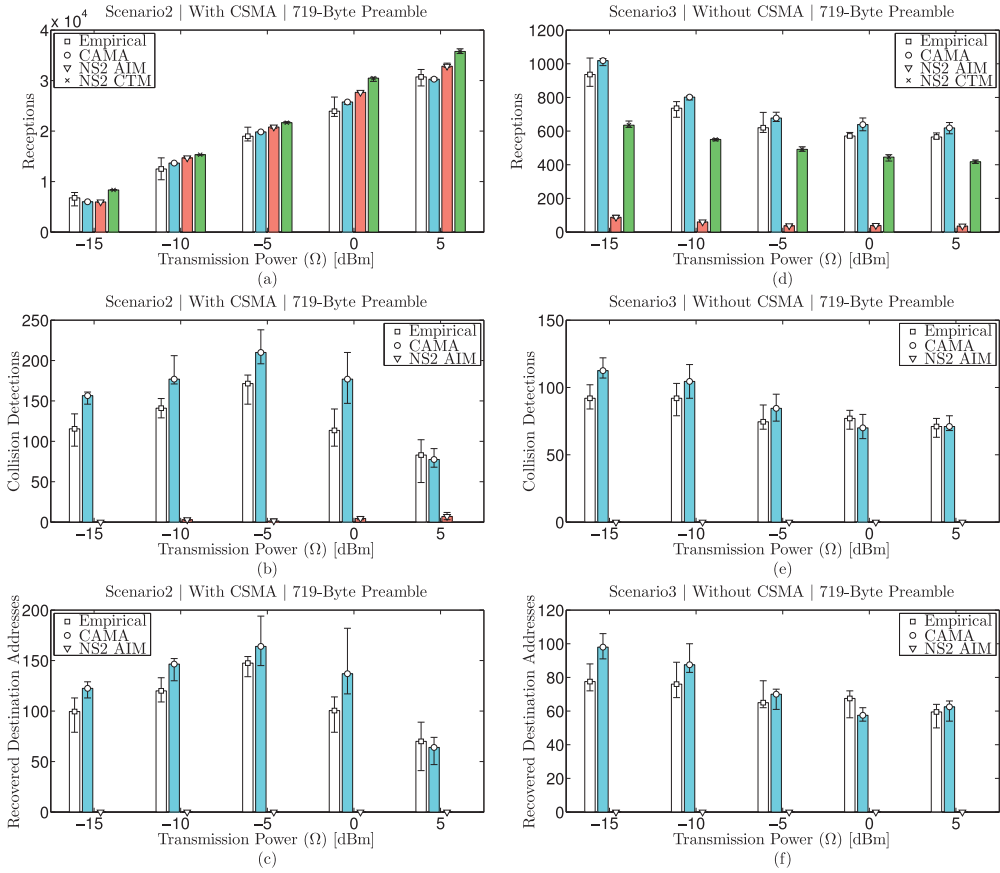 Scenario2 | With CSMA | 719-Byte Preamble
x 10^4
4
3
2
1
0
Receptions
Empirical
CAMA
NS2 AIM
NS2 CTM
−15 −10 −5 0 5
Transmission Power (Ω) [dBm]
(a)
Scenario3 | Without CSMA | 719-Byte Preamble
1200
1000
800
600
400
200
0
Receptions
Empirical
CAMA
NS2 AIM
NS2 CTM
−15 −10 −5 0 5
Transmission Power (Ω) [dBm]
(d)
Scenario2 | With CSMA | 719-Byte Preamble
250
200
150
100
50
0
Collision Detections
Empirical
CAMA
NS2 AIM
−15 −10 −5 0 5
Transmission Power (Ω) [dBm]
(b)
Scenario3 | Without CSMA | 719-Byte Preamble
150
100
50
0
Collision Detections
Empirical
CAMA
NS2 AIM
−15 −10 −5 0 5
Transmission Power (Ω) [dBm]
(e)
Scenario2 | With CSMA | 719-Byte Preamble
200
150
100
50
0
Recovered Destination Addresses
Empirical
CAMA
NS2 AIM
−15 −10 −5 0 5
Transmission Power (Ω) [dBm]
(c)
Scenario3 | Without CSMA | 719-Byte Preamble
120
100
80
60
40
20
0
Recovered Destination Addresses
Empirical
CAMA
NS2 AIM
−15 −10 −5 0 5
Transmission Power (Ω) [dBm]
(f)